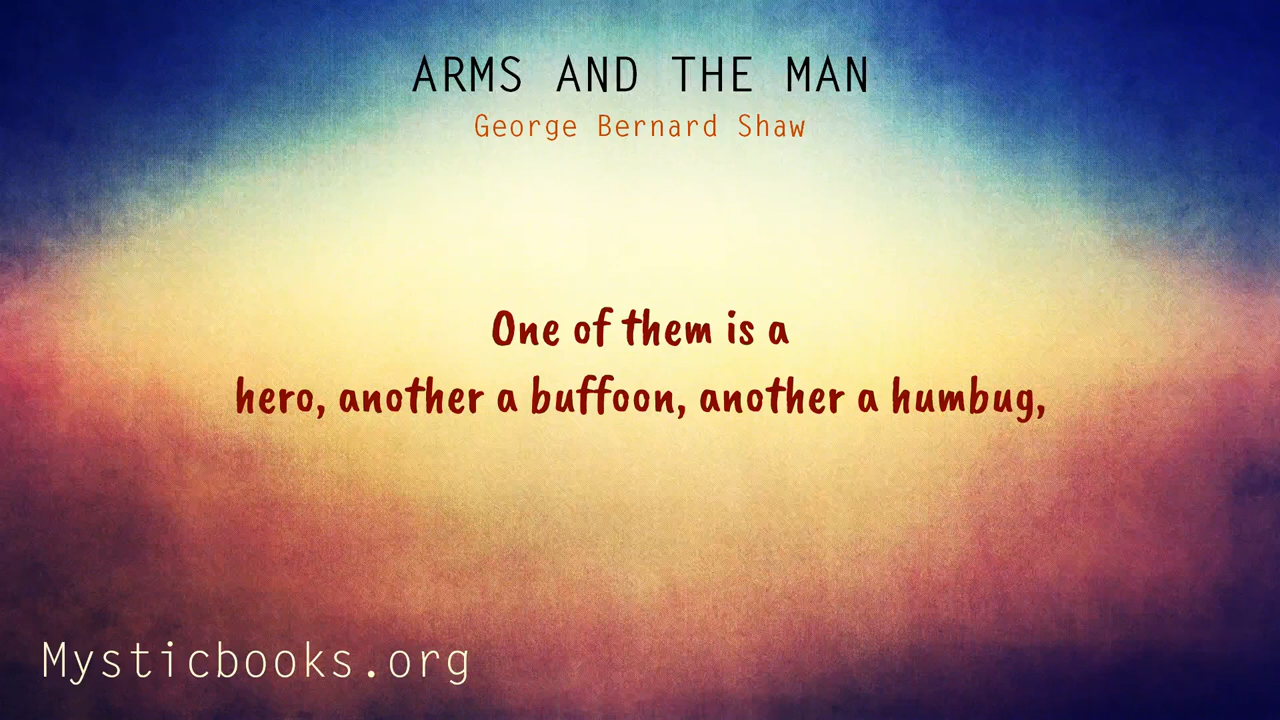 ARMS AND THE MAN
George Bernard Shaw
One of them is a
hero, another a buffoon, another a humbug,
Mysticbooks.org